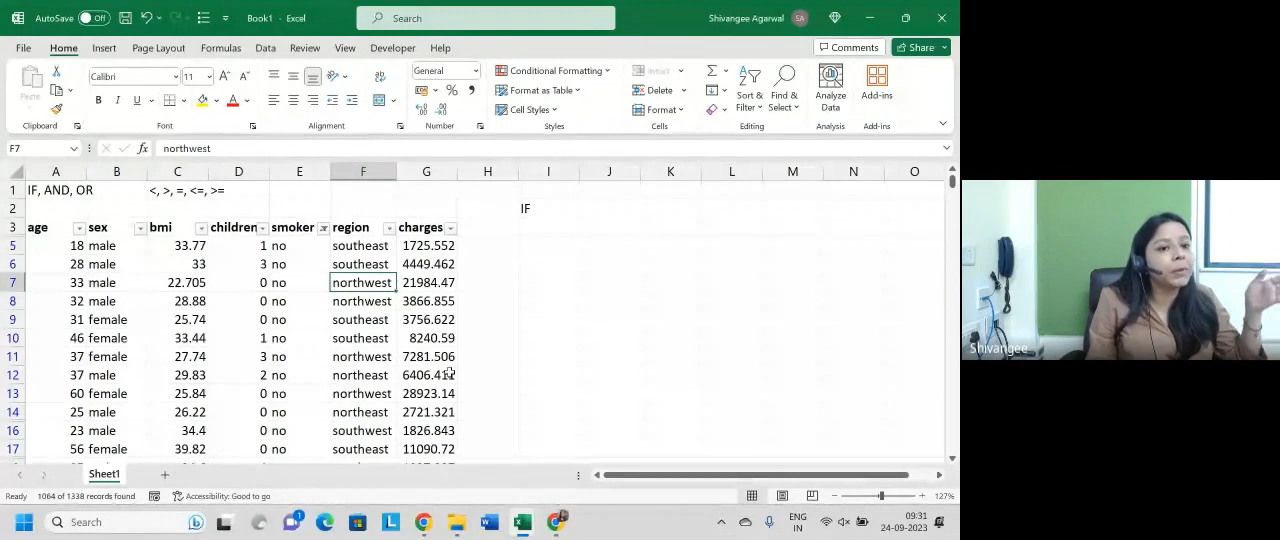 AutoSave Off Book1 - Excel Search Shivangee Agarwal SA
File Home Insert Page Layout Formulas Data Review View Developer Help Comments Share
Calibri 11 General Conditional Formatting Insert
Paste B I U Format as Table Delete Sort & Filter Find & Select Analyze Data Add-ins
Cell Styles Format
Clipboard Font Alignment Number Styles Cells Editing Analysis Add-ins
F7 fx northwest
A B C D E F G H I J K L M N O
1 IF, AND, OR <, >, =, <=, >=
2 IF
3 age sex bmi children smoker region charges
5 18 male 33.77 1 no southeast 1725.552
6 28 male 33 3 no southeast 4449.462
7 33 male 22.705 0 no northwest 21984.47
8 32 male 28.88 0 no northwest 3866.855
9 31 female 25.74 0 no southeast 3756.622
10 46 female 33.44 1 no southeast 8240.59
11 37 female 27.74 3 no northwest 7281.506
12 37 male 29.83 2 no northeast
13 60 female 25.84 0 no northwest 28923.14
14 25 male 26.22 0 no northeast 2721.321
16 23 male 34.4 0 no southwest 1826.843
17 56 female 39.82 0 no southeast 11090.72
Sheet1
Ready 1064 of 1338 records found Accessibility: Good to go 127%
Search ENG IN 09:31 24-09-2023
Shivangee